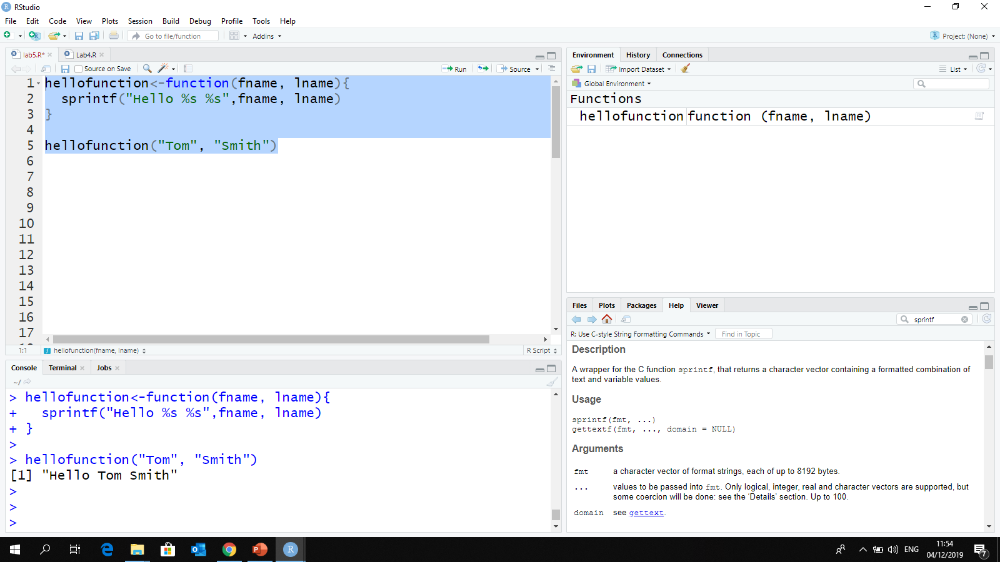 RStudio
File Edit Code View Plots Session Build Debug Profile Tools Help
Go to file/function Addins Project: (None)
lab5.R* Lab4.R
Source on Save Run Source
1 hellofunction<-function(fname, lname){
2 sprintf("Hello %s %s",fname, lname)
3 }
4
5 hellofunction("Tom", "Smith")
6
7
8
9
10
11
12
13
14
15
16
17
1:1 hellofunction(fname, lname) R Script
Console Terminal Jobs
~/
> hellofunction<-function(fname, lname){
+ sprintf("Hello %s %s",fname, lname)
+ }
>
> hellofunction("Tom", "Smith")
[1] "Hello Tom Smith"
>
>
>
Environment History Connections
Import Dataset List
Global Environment
Functions
hellofunction function (fname, lname)
Files Plots Packages Help Viewer
sprintf
R: Use C-style String Formatting Commands Find in Topic
Description
A wrapper for the C function sprintf, that returns a character vector containing a formatted combination of
text and variable values.
Usage
sprintf(fmt, ...)
gettextf(fmt, ..., domain = NULL)
Arguments
fmt a character vector of format strings, each of up to 8192 bytes.
... values to be passed into fmt. Only logical, integer, real and character vectors are supported, but
some coercion will be done: see the ‘Details’ section. Up to 100.
domain see gettext.
ENG
11:54
04/12/2019
7